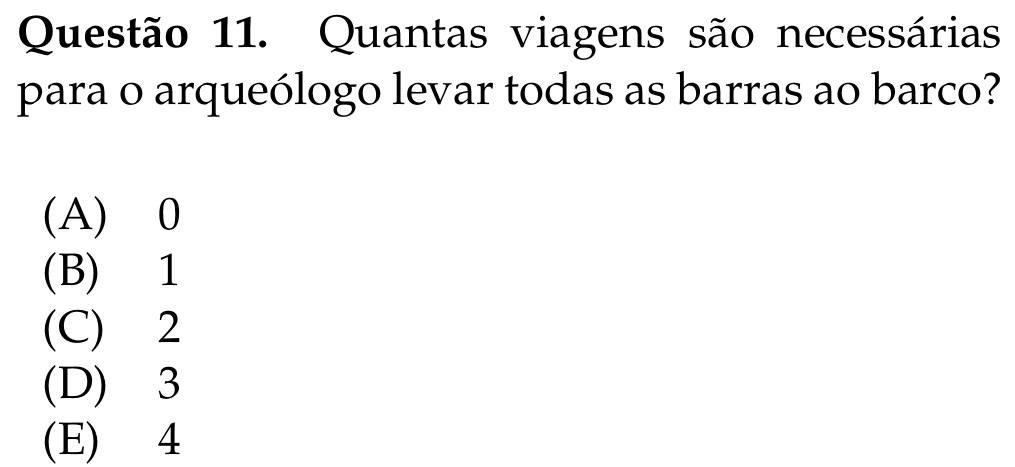 Questão 11. Quantas viagens são necessárias
para o arqueólogo levar todas as barras ao barco?
(A) 0
(B) 1
(C) 2
(D) 3
(E) 4